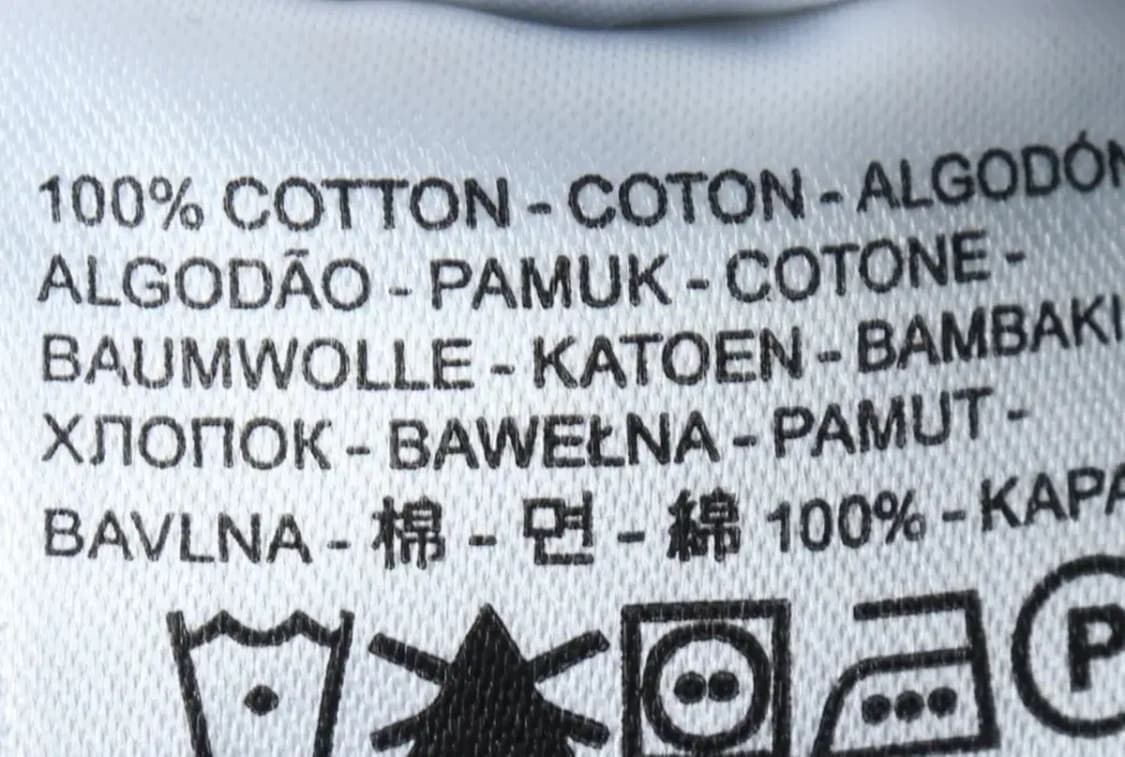 100% COTTON - COTON - ALGODÓN
ALGODÃO - PAMUK - COTONE -
BAUMWOLLE - KATOEN - BAMBAKI
ХЛОПОК - BAWEŁNA - PAMUT -
BAVLNA - 棉 - 면 - 綿 100% - KAPA
P